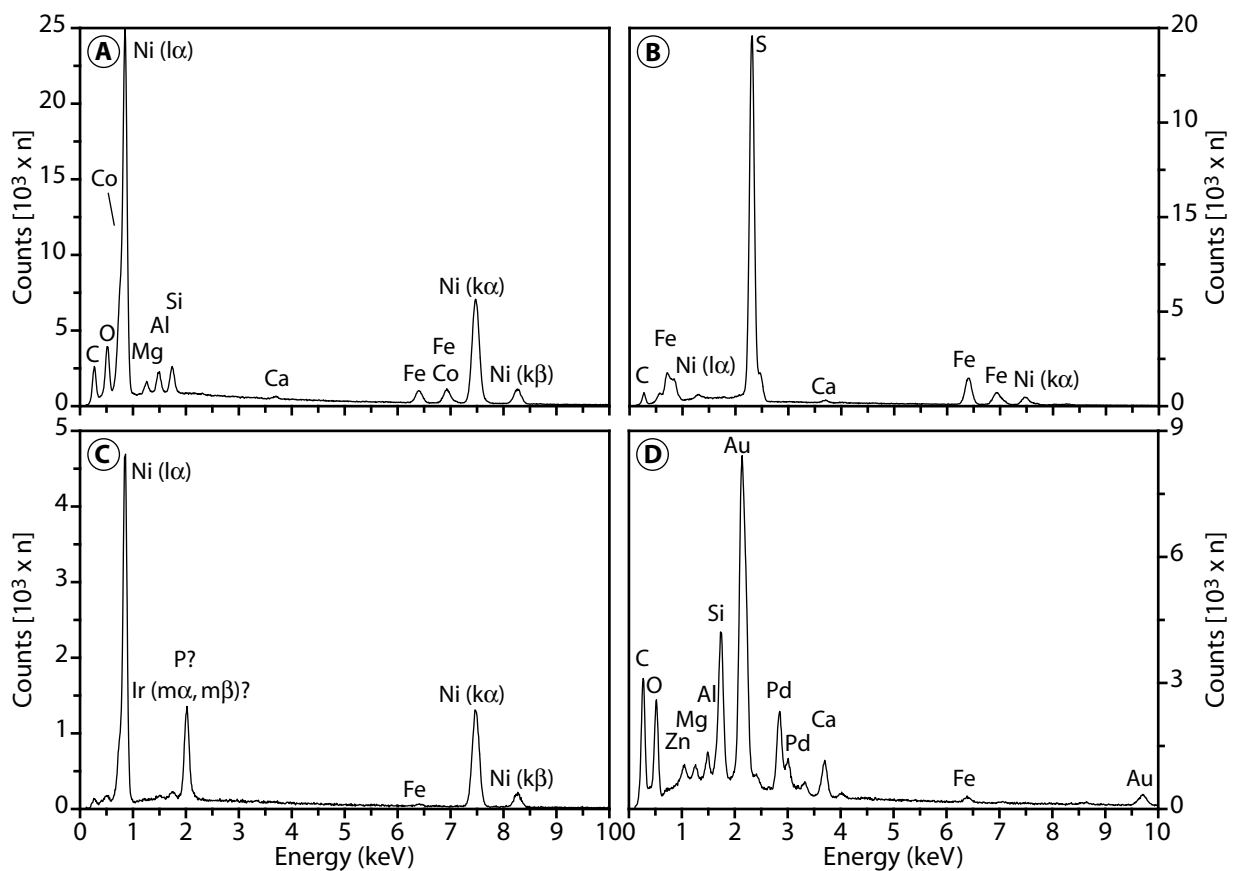 25
20
15
10
5
0
Counts [10³ x n]
A
Ni (lα)
Co
C
O
Mg
Al
Si
Ca
Fe
Fe
Co
Ni (kα)
Ni (kβ)
B
S
C
Fe
Ni (lα)
Ca
Fe
Fe
Ni (kα)
20
10
15
5
0
Counts [10³ x n]
5
4
3
2
1
0
Counts [10³ x n]
C
Ni (lα)
P?
Ir (mα, mβ)?
Fe
Ni (kα)
Ni (kβ)
0 1 2 3 4 5 6 7 8 9 10
Energy (keV)
D
C
O
Zn
Mg
Al
Si
Au
Pd
Pd
Ca
Fe
Au
9
6
3
0
Counts [10³ x n]
0 1 2 3 4 5 6 7 8 9 10
Energy (keV)